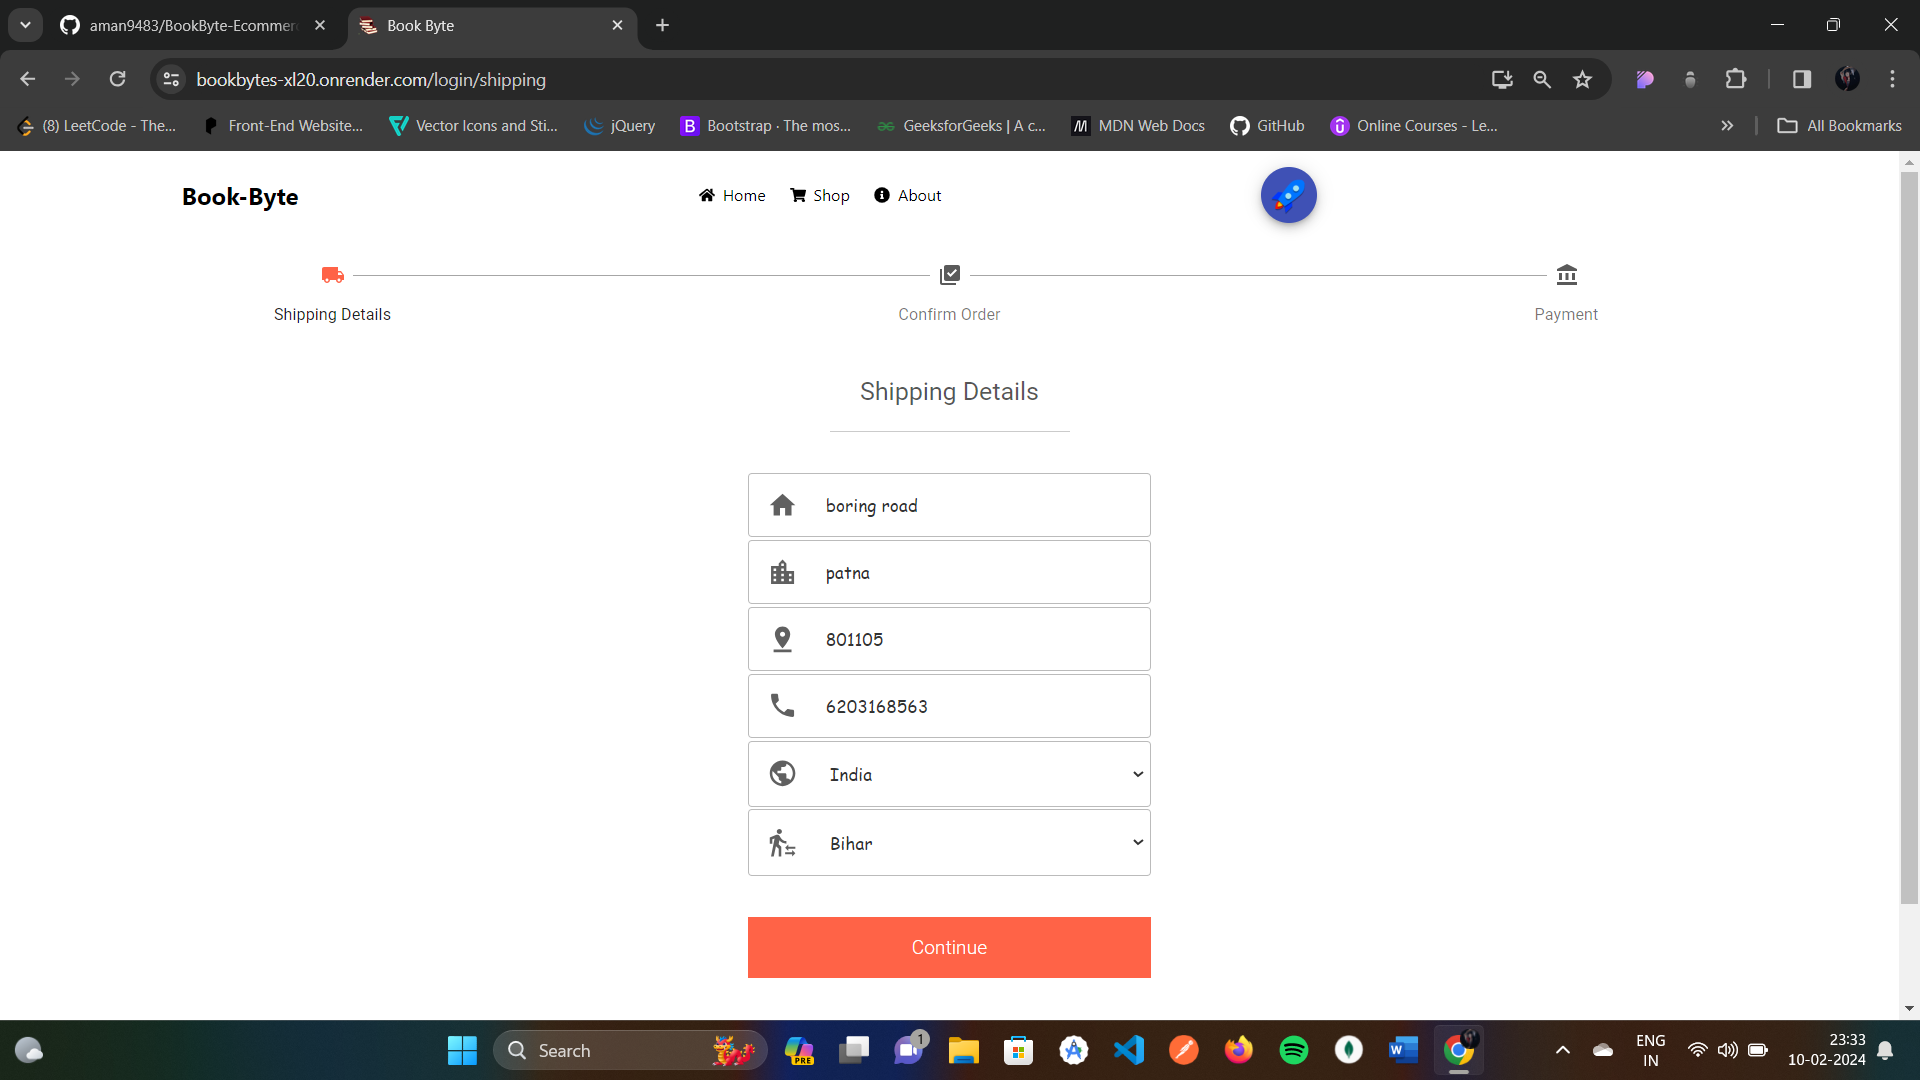 aman9483/BookByte-Ecommer
Book Byte
bookbytes-xl20.onrender.com/login/shipping
(8) LeetCode - The...
Front-End Website...
Vector Icons and Sti...
jQuery
Bootstrap · The mos...
GeeksforGeeks | A c...
MDN Web Docs
GitHub
Online Courses - Le...
All Bookmarks
Book-Byte
Home
Shop
About
Shipping Details
Confirm Order
Payment
Shipping Details
boring road
patna
801105
6203168563
India
Bihar
Continue
Search
PRE
1
ENG
IN
23:33
10-02-2024